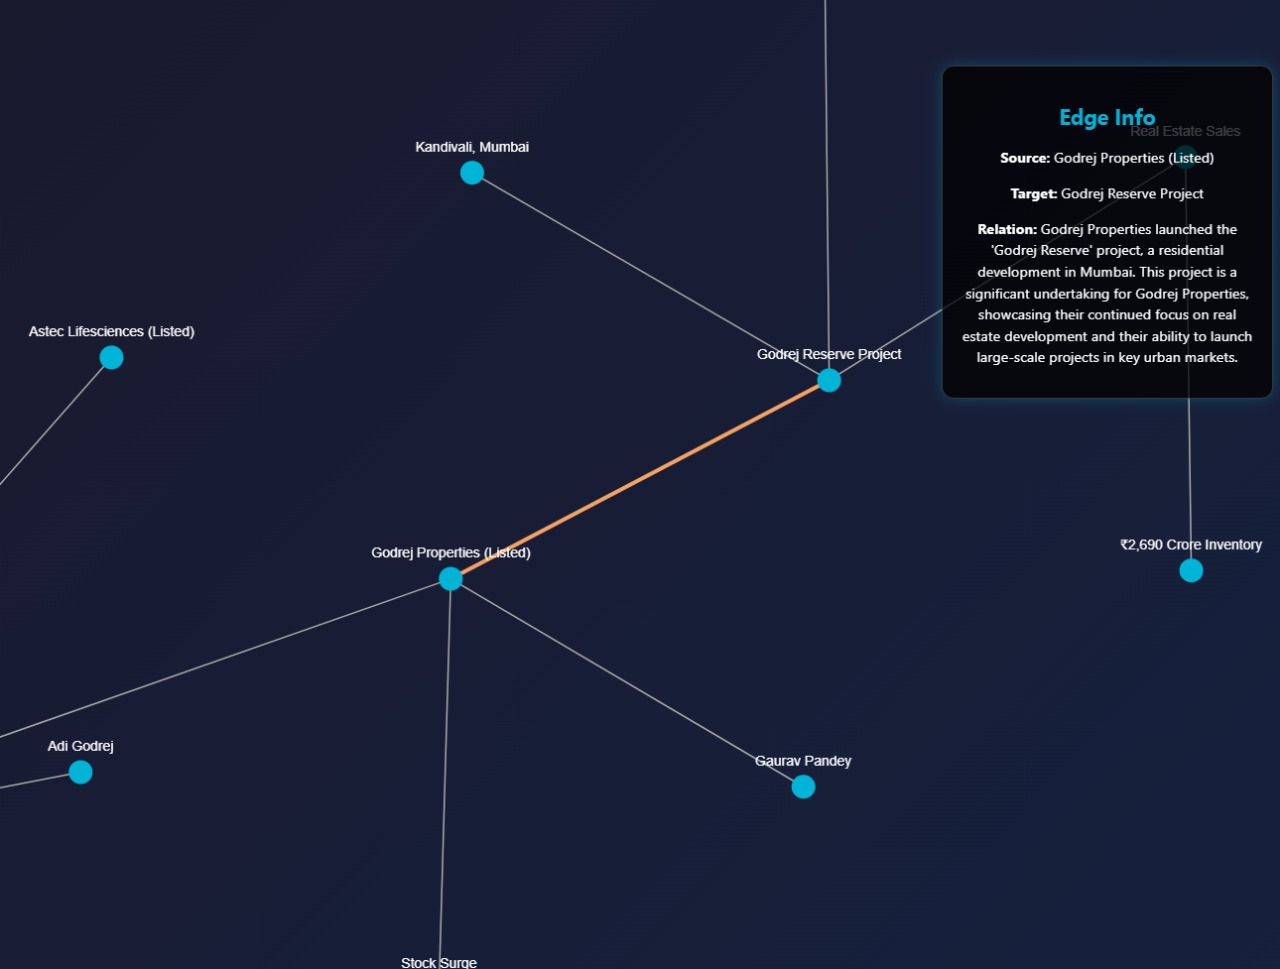 Edge Info
Real Estate Sales
Source: Godrej Properties (Listed)
Target: Godrej Reserve Project
Relation: Godrej Properties launched the
'Godrej Reserve' project, a residential
development in Mumbai. This project is a
significant undertaking for Godrej Properties,
showcasing their continued focus on real
estate development and their ability to launch
large-scale projects in key urban markets.
Kandivali, Mumbai
Astec Lifesciences (Listed)
Godrej Reserve Project
Godrej Properties (Listed)
₹2,690 Crore Inventory
Adi Godrej
Gaurav Pandey
Stock Surge